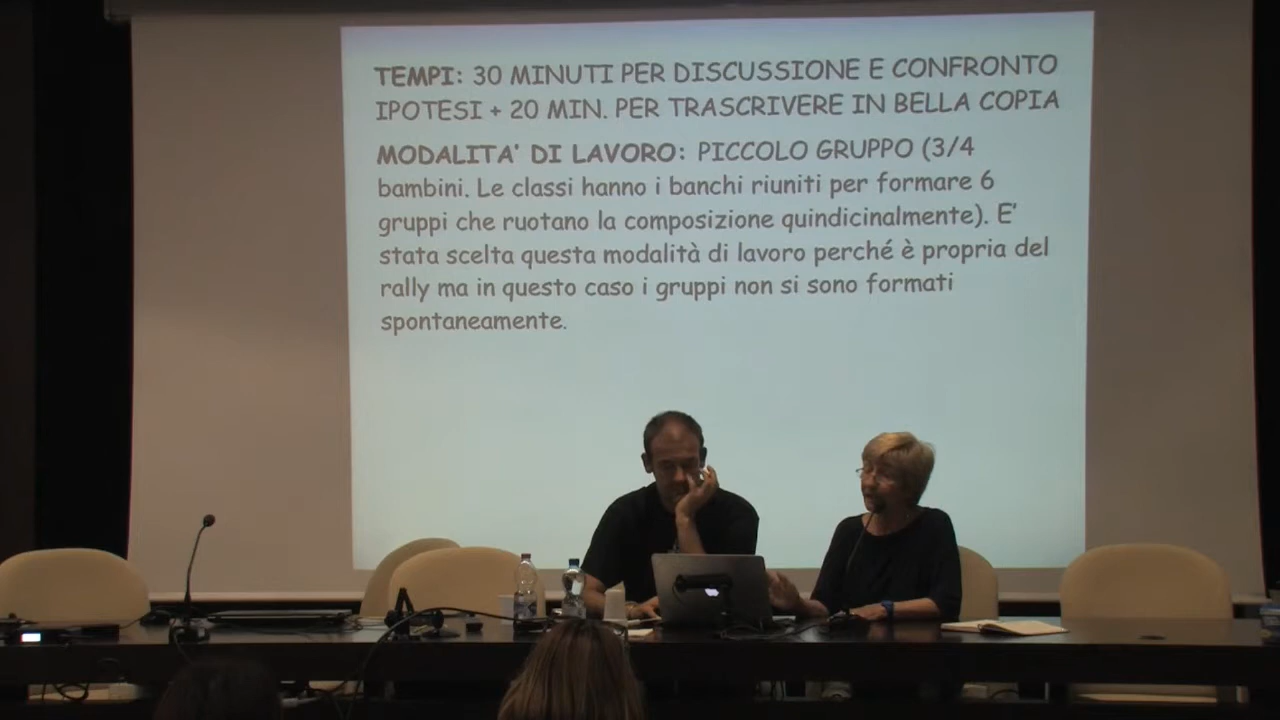 TEMPI: 30 MINUTI PER DISCUSSIONE E CONFRONTO
IPOTESI + 20 MIN. PER TRASCRIVERE IN BELLA COPIA
MODALITA' DI LAVORO: PICCOLO GRUPPO (3/4
bambini. Le classi hanno i banchi riuniti per formare 6
gruppi che ruotano la composizione quindicinalmente). E'
stata scelta questa modalità di lavoro perché è propria del
rally ma in questo caso i gruppi non si sono formati
spontaneamente.